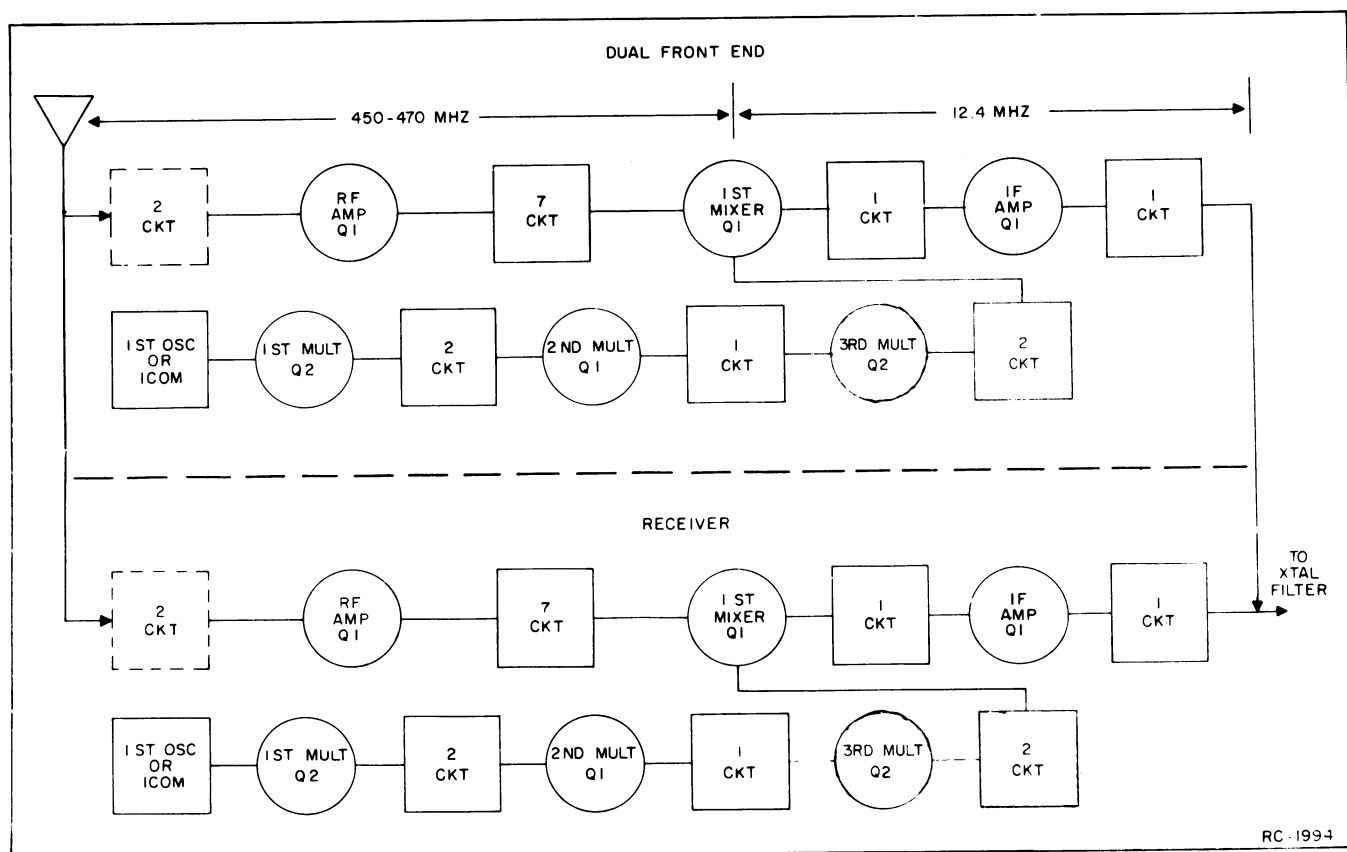 DUAL FRONT END
450-470 MHZ
12.4 MHZ
2
CKT
RF
AMP
Q1
7
CKT
1ST
MIXER
Q1
1
CKT
IF
AMP
Q1
1
CKT
1ST OSC
OR
ICOM
1ST MULT
Q2
2
CKT
2ND MULT
Q1
1
CKT
3RD MULT
Q2
2
CKT
RECEIVER
2
CKT
RF
AMP
Q1
7
CKT
1ST
MIXER
Q1
1
CKT
IF
AMP
Q1
1
CKT
TO
XTAL
FILTER
1ST OSC
OR
ICOM
1ST MULT
Q2
2
CKT
2ND MULT
Q1
1
CKT
3RD MULT
Q2
2
CKT
RC-1994